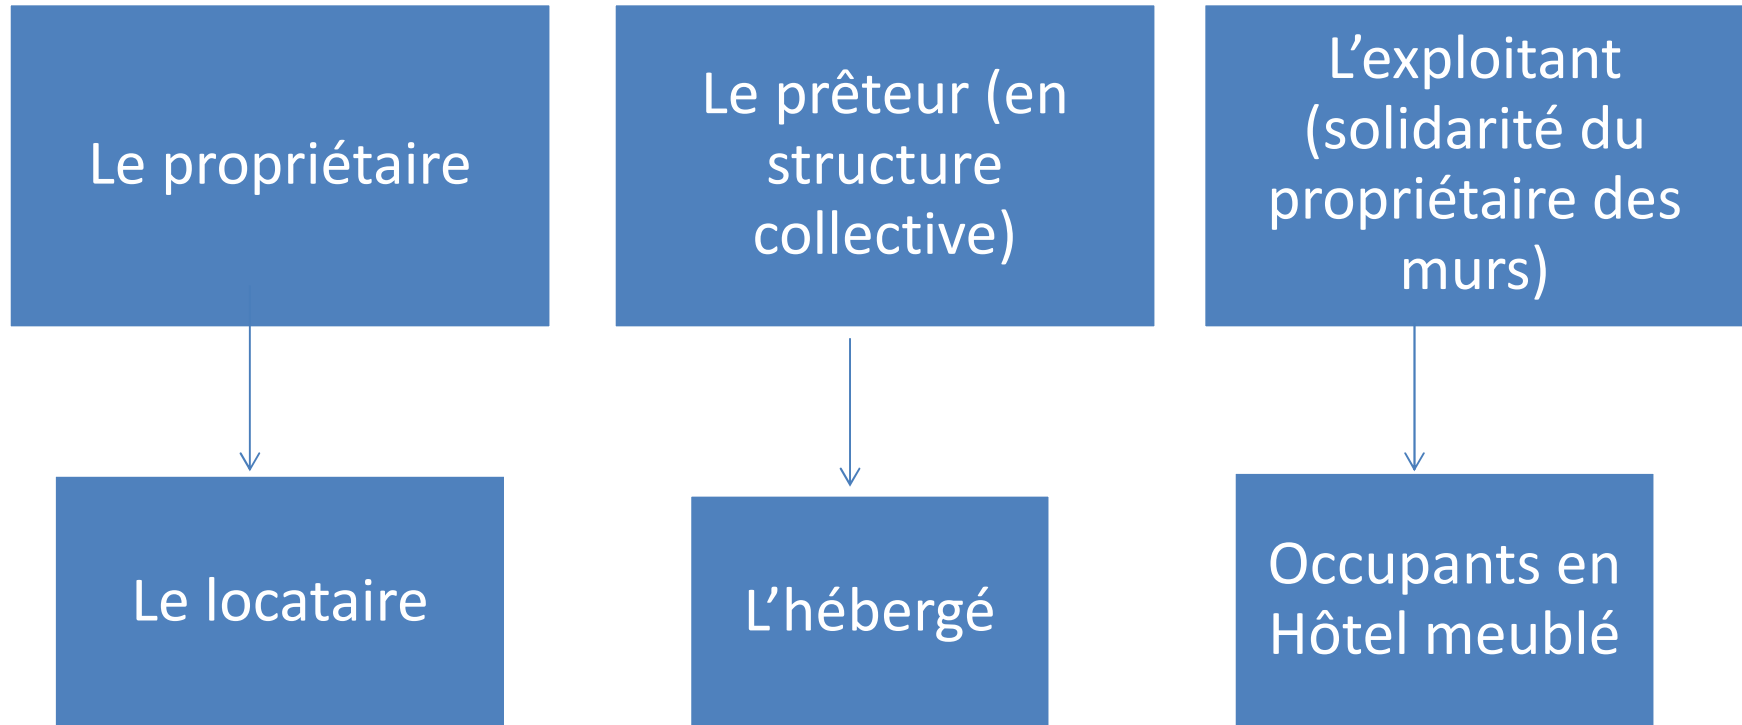 Le propriétaire
Le prêteur (en
structure
collective)
L’exploitant
(solidarité du
propriétaire des
murs)
Le locataire
L’hébergé
Occupants en
Hôtel meublé